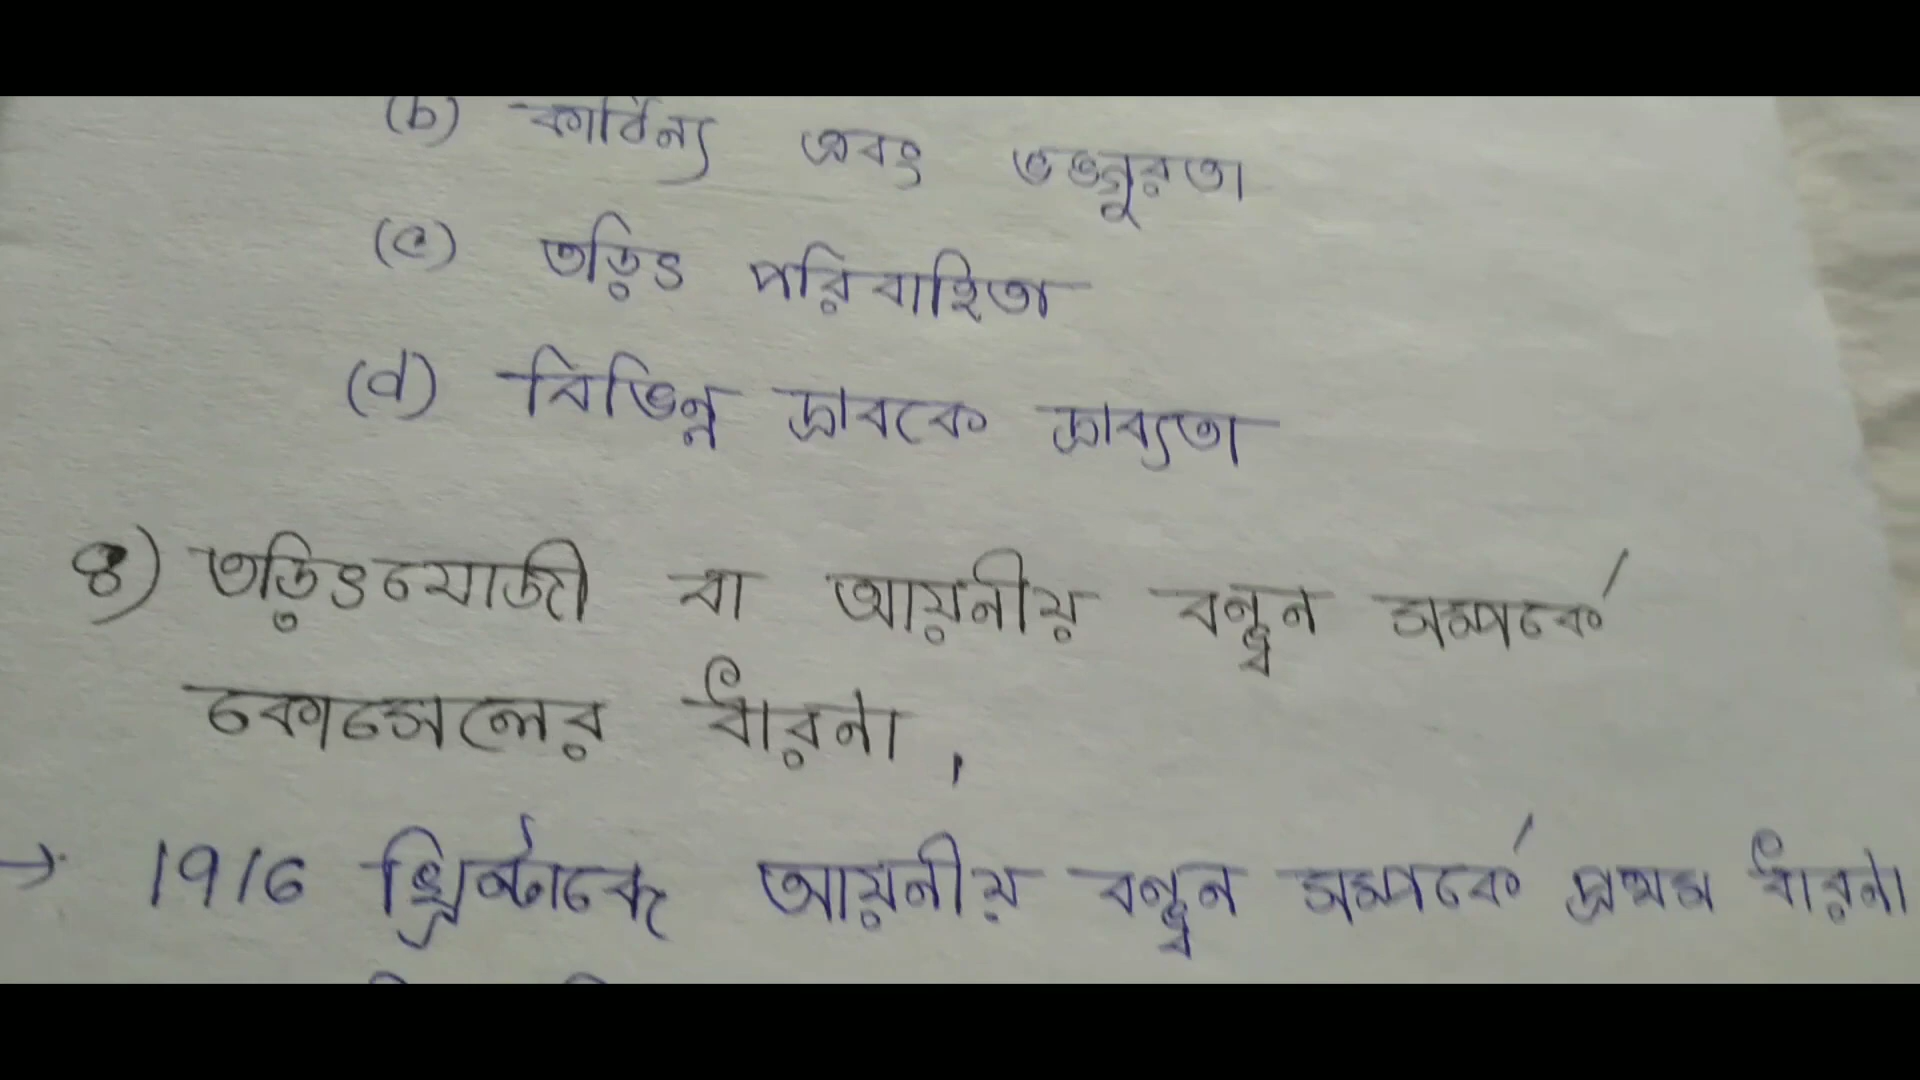 (b) কাঠিন্য এবং ভঙ্গুরতা
(c) তড়িৎ পরিবাহিতা
(d) বিভিন্ন দ্রাবকে দ্রাব্যতা
৪) তড়িৎযোজী বা আয়নীয় বন্ধন সম্পর্কে
কোসেলের ধারনা।
→ 1916 খ্রিষ্টাব্দে আয়নীয় বন্ধন সম্পর্কে প্রথম ধারনা